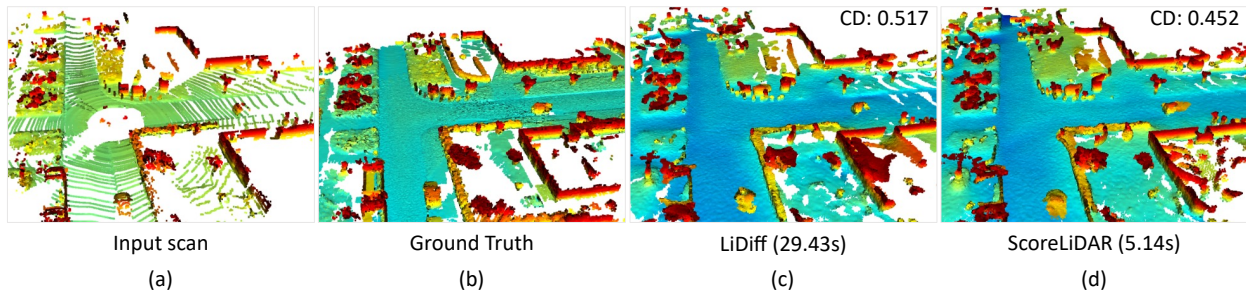 CD: 0.517
CD: 0.452
Input scan
Ground Truth
LiDiff (29.43s)
ScoreLiDAR (5.14s)
(a)
(b)
(c)
(d)